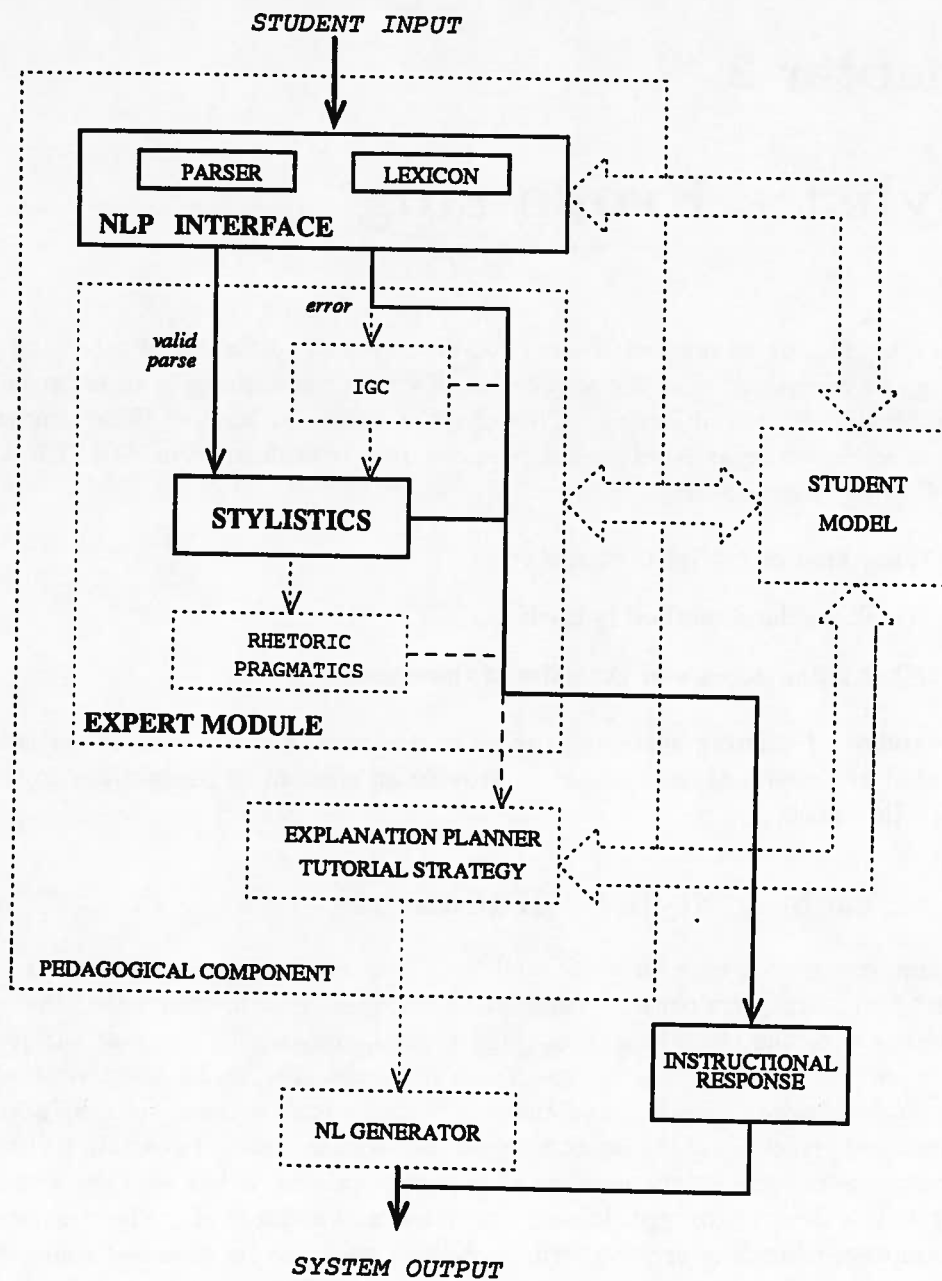 STUDENT INPUT
PARSER
LEXICON
NLP INTERFACE
error
valid
parse
IGC
STYLISTICS
STUDENT
MODEL
RHETORIC
PRAGMATICS
EXPERT MODULE
EXPLANATION PLANNER
TUTORIAL STRATEGY
PEDAGOGICAL COMPONENT
INSTRUCTIONAL
RESPONSE
NL GENERATOR
SYSTEM OUTPUT